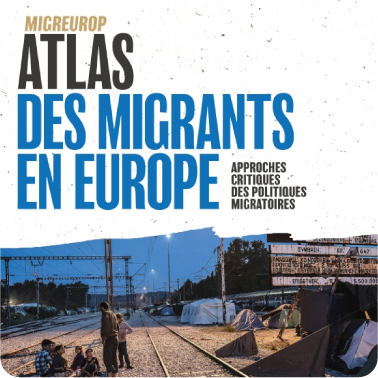 MIGREUROP
ATLAS
DES MIGRANTS
EN EUROPE
APPROCHES
CRITIQUES
DES POLITIQUES
MIGRATOIRES